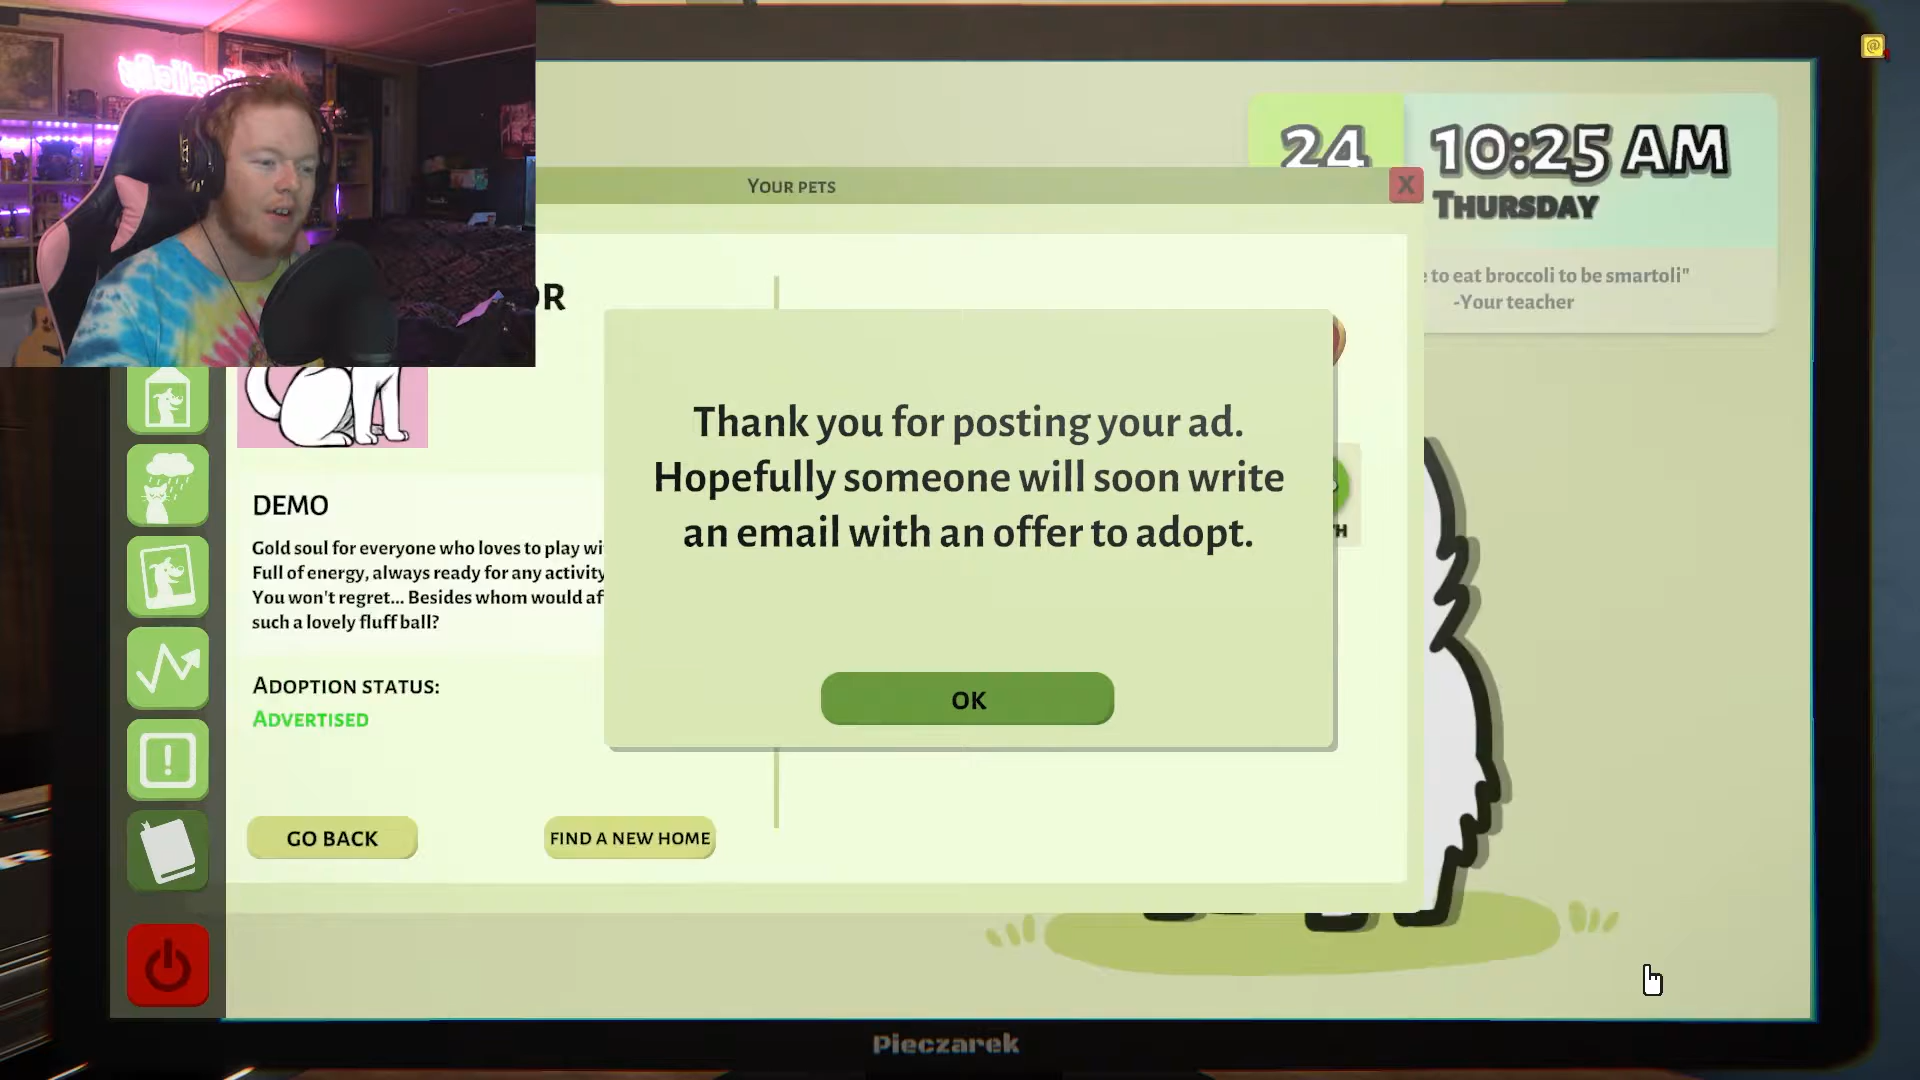 24
10:25 AM
THURSDAY
YOUR PETS
X
to eat broccoli to be smartoli"
-Your teacher
Thank you for posting your ad.
Hopefully someone will soon write
an email with an offer to adopt.
OK
DEMO
Gold soul for everyone who loves to play
Full of energy, always ready for any activity
You won't regret... Besides whom would
such a lovely fluff ball?
ADOPTION STATUS:
ADVERTISED
GO BACK
FIND A NEW HOME
Pieczarek